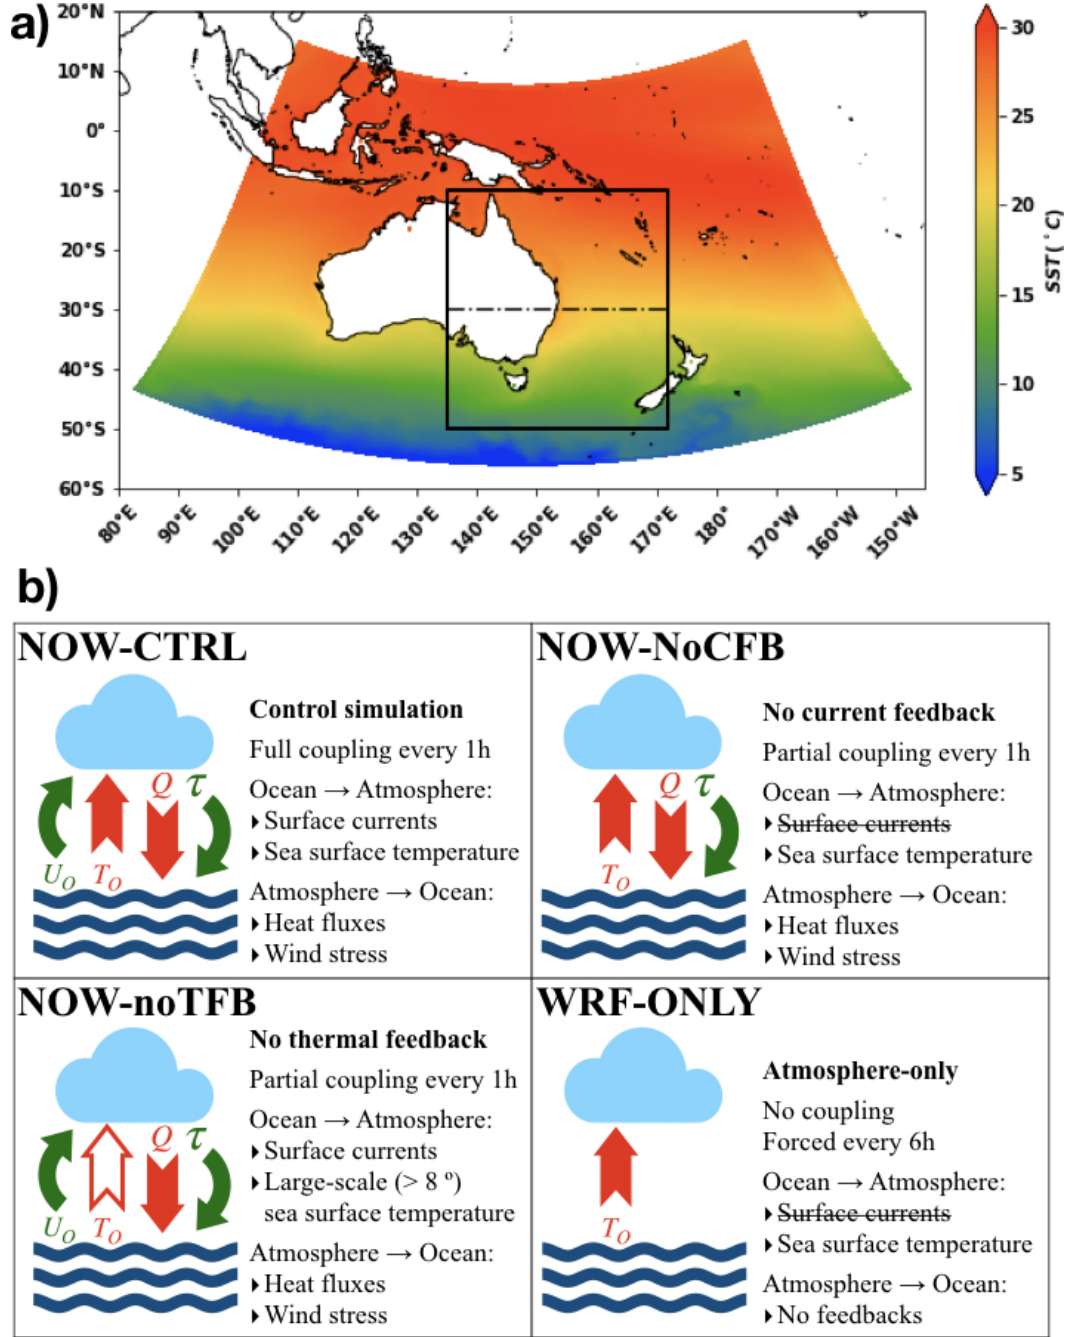 a)
20°N
10°N
0°
10°S
20°S
30°S
40°S
50°S
60°S
80°E
90°E
100°E
110°E
120°E
130°E
140°E
150°E
160°E
170°E
180°
170°W
160°W
150°W
30
25
20
15
10
5
SST (°C)
b)
NOW-CTRL
Control simulation
Full coupling every 1h
Ocean → Atmosphere:
Surface currents
Sea surface temperature
Atmosphere → Ocean:
Heat fluxes
Wind stress
Q τ
U_O T_O
NOW-NoCFB
No current feedback
Partial coupling every 1h
Ocean → Atmosphere:
Surface currents
Sea surface temperature
Atmosphere → Ocean:
Heat fluxes
Wind stress
Q τ
T_O
NOW-noTFB
No thermal feedback
Partial coupling every 1h
Ocean → Atmosphere:
Surface currents
Large-scale (> 8 º)
sea surface temperature
Atmosphere → Ocean:
Heat fluxes
Wind stress
Q τ
U_O T_O
WRF-ONLY
Atmosphere-only
No coupling
Forced every 6h
Ocean → Atmosphere:
Surface currents
Sea surface temperature
Atmosphere → Ocean:
No feedbacks
T_O